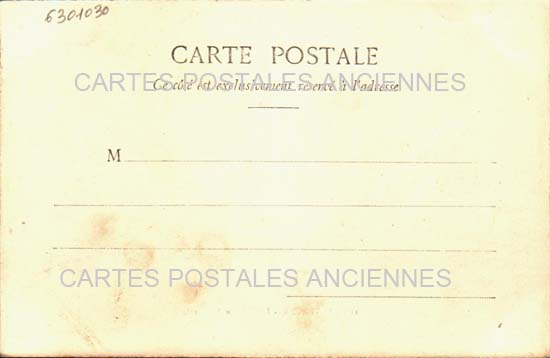 6301030
CARTE POSTALE
CARTES POSTALES ANCIENNES
Ce côté est exclusivement réservé à l'adresse
M
CARTES POSTALES ANCIENNES